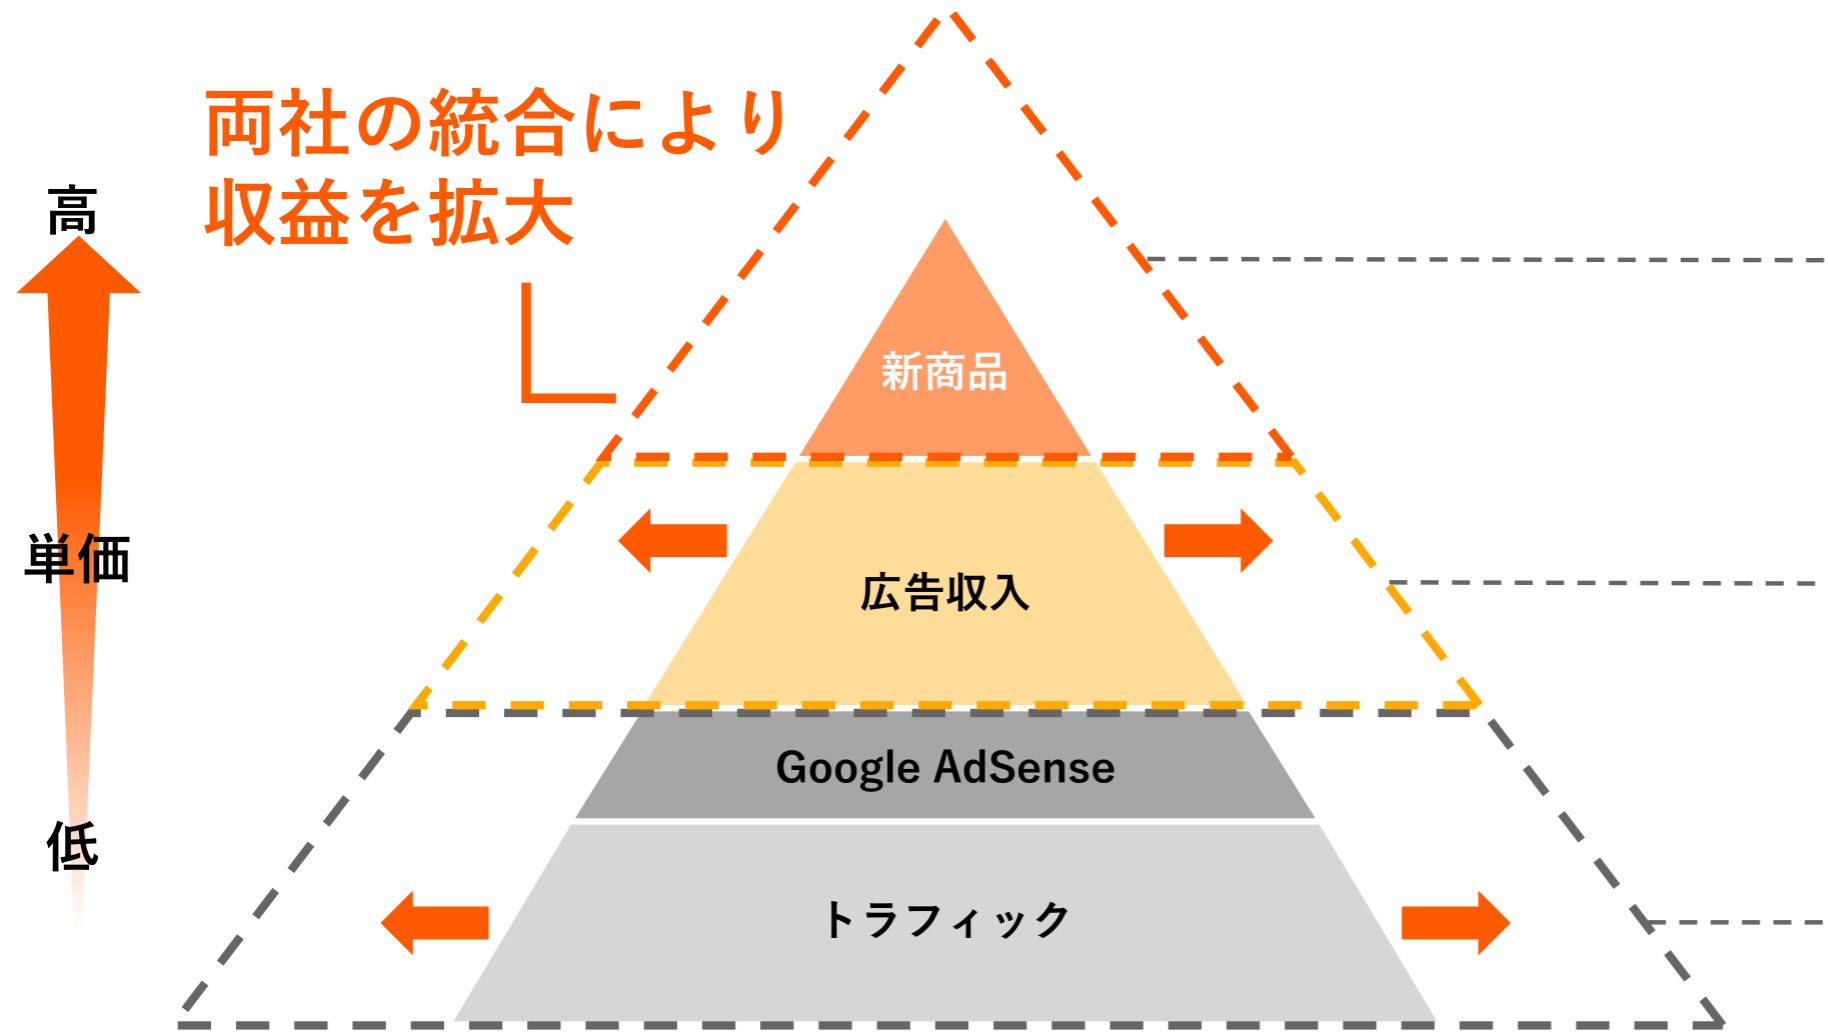 両社の統合により
収益を拡大
高
単価
低
新商品
広告収入
Google AdSense
トラフィック